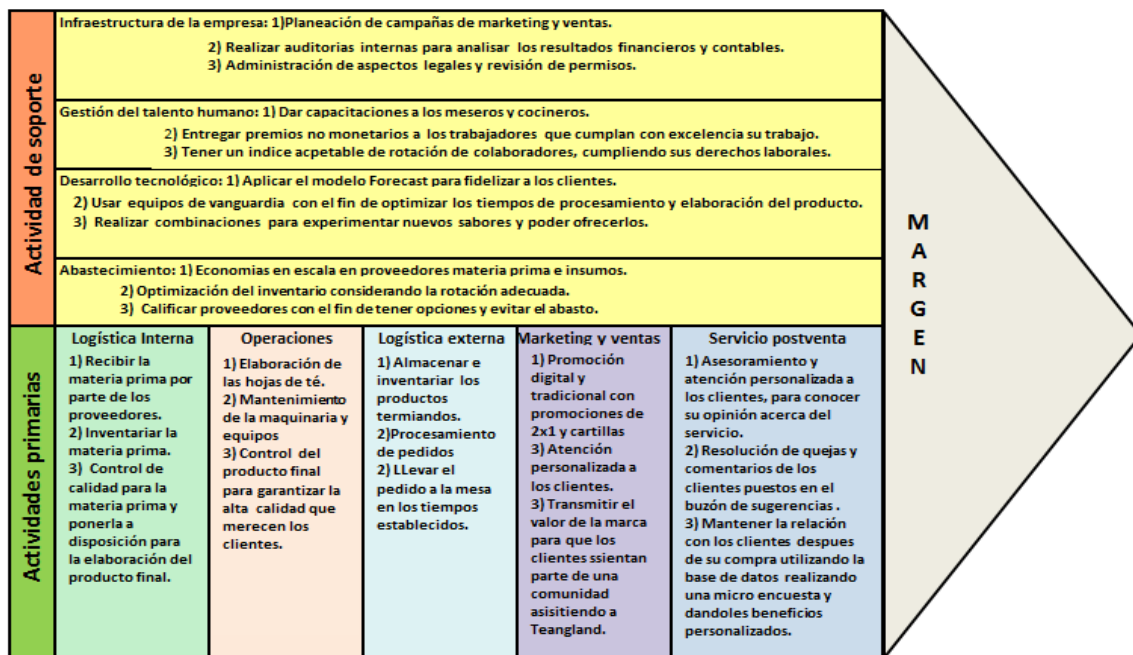 Actividad de soporte
Infraestructura de la empresa: 1)Planeación de campañas de marketing y ventas.
2) Realizar auditorias internas para analisar los resultados financieros y contables.
3) Administración de aspectos legales y revisión de permisos.
Gestión del talento humano: 1) Dar capacitaciones a los meseros y cocineros.
2) Entregar premios no monetarios a los trabajadores que cumplan con excelencia su trabajo.
3) Tener un indice acpetable de rotación de colaboradores, cumpliendo sus derechos laborales.
Desarrollo tecnológico: 1) Aplicar el modelo Forecast para fidelizar a los clientes.
2) Usar equipos de vanguardia con el fin de optimizar los tiempos de procesamiento y elaboración del producto.
3) Realizar combinaciones para experimentar nuevos sabores y poder ofrecerlos.
Abastecimiento: 1) Economias en escala en proveedores materia prima e insumos.
2) Optimización del inventario considerando la rotación adecuada.
3) Calificar proveedores con el fin de tener opciones y evitar el abasto.
Actividades primarias
Logística Interna
1) Recibir la
materia prima por
parte de los
proveedores.
2) Inventariar la
materia prima.
3) Control de
calidad para la
materia prima y
ponerla a
disposición para
la elaboración del
producto final.
Operaciones
1) Elaboración de
las hojas de té.
2) Mantenimiento
de la maquinaria y
equipos
3) Control del
producto final
para garantizar la
alta calidad que
merecen los
clientes.
Logística externa
1) Almacenar e
inventariar los
productos
termiandos.
2)Procesamiento
de pedidos
2) LLevar el
pedido a la mesa
en los tiempos
establecidos.
Marketing y ventas
1) Promoción
digital y
tradicional con
promociones de
2x1 y cartillas
3) Atención
personalizada a
los clientes.
3) Transmitir el
valor de la marca
para que los
clientes ssientan
parte de una
comunidad
asisitiendo a
Teangland.
Servicio postventa
1) Asesoramiento y
atención personalizada a
los clientes, para conocer
su opinión acerca del
servicio.
2) Resolución de quejas y
comentarios de los
clientes puestos en el
buzón de sugerencias .
3) Mantener la relación
con los clientes despues
de su compra utilizando la
base de datos realizando
una micro encuesta y
dandoles beneficios
personalizados.
MARGEN